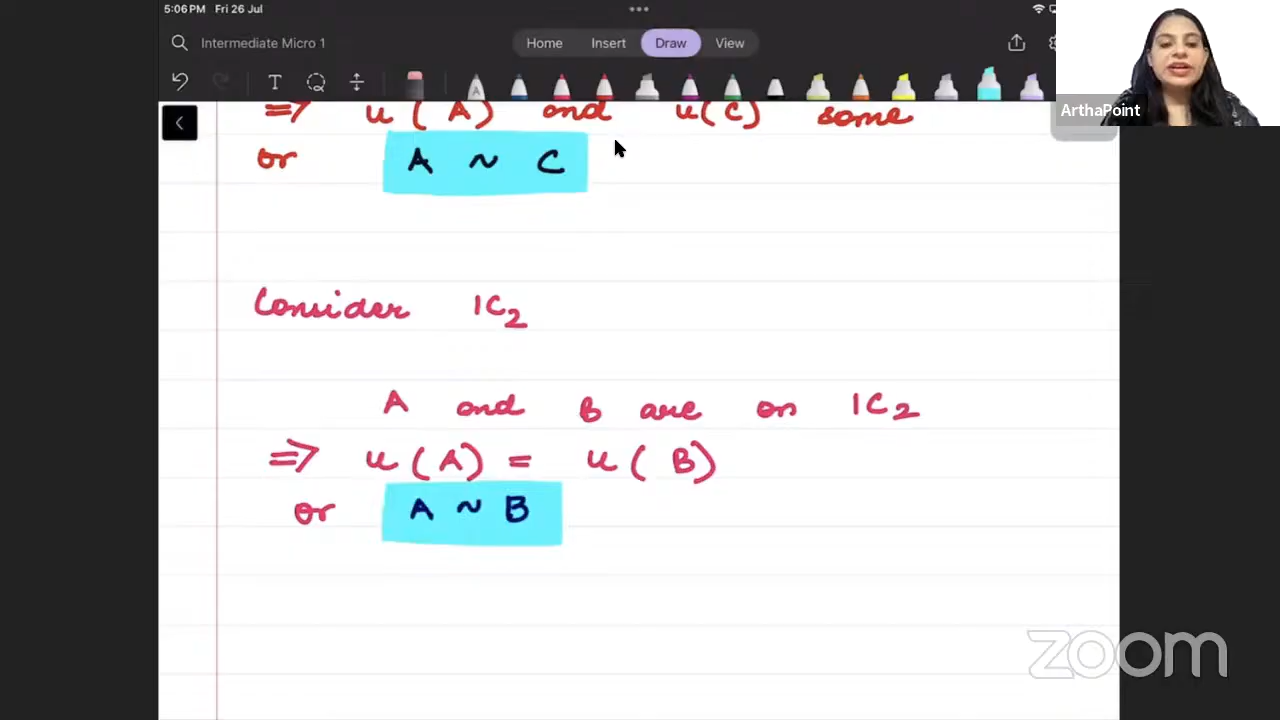 5:06 PM Fri 26 Jul
Intermediate Micro 1
Home Insert Draw View
ArthaPoint
=> u ( A ) and u ( C ) same
or A ~ C
Consider IC2
A and B are on IC2
=> u ( A ) = u ( B )
or A ~ B
zoom